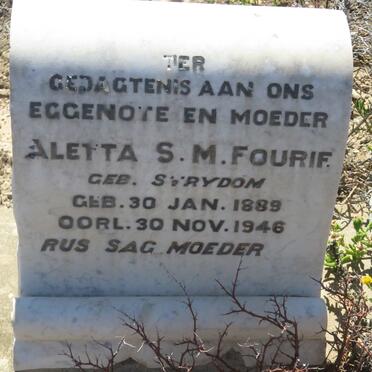 TER
GEDAGTENIS AAN ONS
EGGENOTE EN MOEDER
ALETTA S. M. FOURIE
GEB. STRYDOM
GEB. 30 JAN. 1889
OORL. 30 NOV. 1946
RUS SAG MOEDER